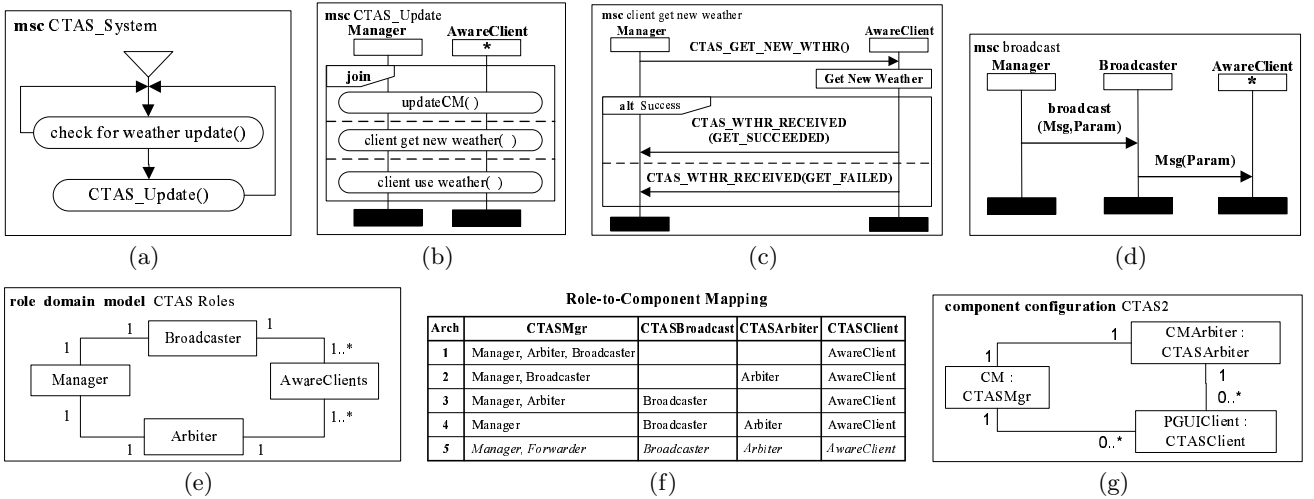 msc CTAS_System
check for weather update()
CTAS_Update()
(a)
msc CTAS_Update
Manager AwareClient
*
join
updateCM( )
client get new weather( )
client use weather( )
(b)
msc client get new weather
Manager AwareClient
CTAS_GET_NEW_WTHR()
Get New Weather
alt Success
CTAS_WTHR_RECEIVED
(GET_SUCCEEDED)
CTAS_WTHR_RECEIVED(GET_FAILED)
(c)
msc broadcast
Manager Broadcaster AwareClient
*
broadcast
(Msg,Param)
Msg(Param)
(d)
role domain model CTAS Roles
1 Broadcaster 1
1 1..*
Manager AwareClients
1 1..*
1 Arbiter 1
(e)
Role-to-Component Mapping
Arch CTASMgr CTASBroadcast CTASArbiter CTASClient
1 Manager, Arbiter, Broadcaster AwareClient
2 Manager, Broadcaster Arbiter AwareClient
3 Manager, Arbiter Broadcaster AwareClient
4 Manager Broadcaster Arbiter AwareClient
5 Manager, Forwarder Broadcaster Arbiter AwareClient
(f)
component configuration CTAS2
1 CMArbiter :
CTASArbiter
1
CM :
CTASMgr
1
0..*
1
PGUIClient :
CTASClient
0..*
(g)